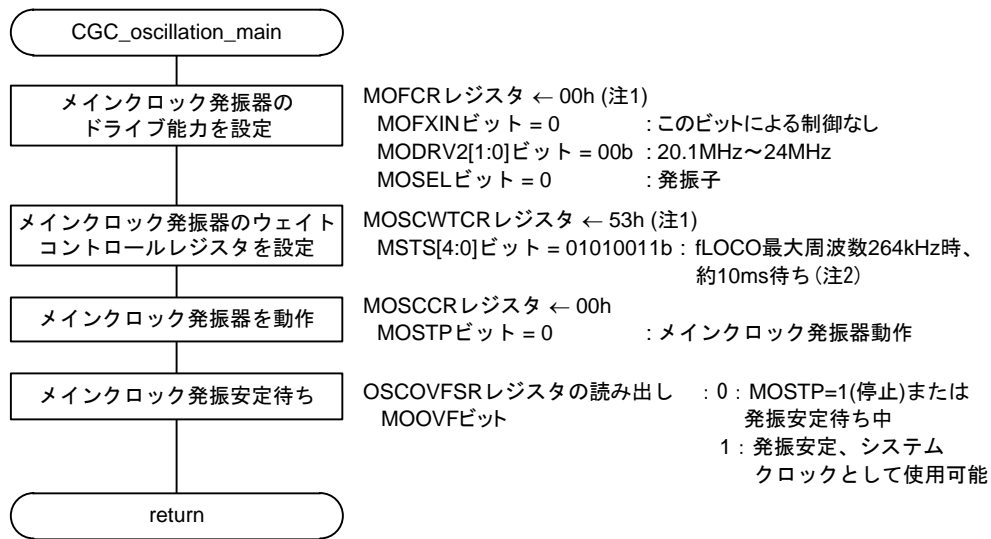 CGC_oscillation_main
メインクロック発振器の
ドライブ能力を設定
MOFCRレジスタ ← 00h (注1)
MOFXINビット = 0 : このビットによる制御なし
MODRV2[1:0]ビット = 00b : 20.1MHz～24MHz
MOSELビット = 0 : 発振子
メインクロック発振器のウェイト
コントロールレジスタを設定
MOSCWTCRレジスタ ← 53h (注1)
MSTS[4:0]ビット = 01010011b : fLOCO最大周波数264kHz時、
約10ms待ち(注2)
メインクロック発振器を動作
MOSCCRレジスタ ← 00h
MOSTPビット = 0 : メインクロック発振器動作
メインクロック発振安定待ち
OSCOVFSRレジスタの読み出し : 0 : MOSTP=1(停止)または
MOOVFビット 発振安定待ち中
1 : 発振安定、システム
クロックとして使用可能
return